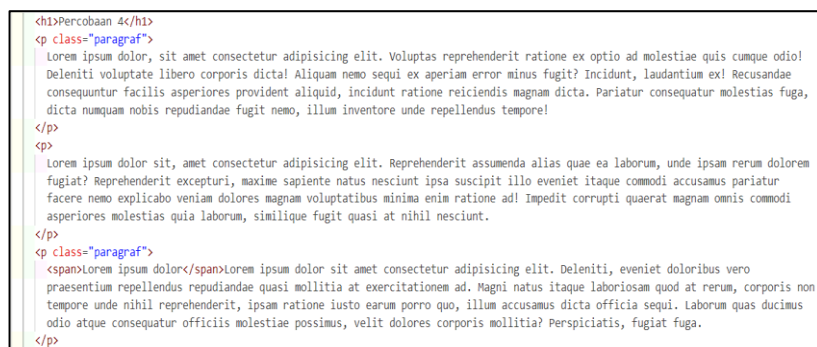 <h1>Percobaan 4</h1>
<p class="paragraf">
Lorem ipsum dolor, sit amet consectetur adipisicing elit. Voluptas reprehenderit ratione ex optio ad molestiae quis cumque odio!
Deleniti voluptate libero corporis dicta! Aliquam nemo sequi ex aperiam error minus fugit? Incidunt, laudantium ex! Recusandae
consequuntur facilis asperiores provident aliquid, incidunt ratione reiciendis magnam dicta. Pariatur consequatur molestias fuga,
dicta numquam nobis repudiandae fugit nemo, illum inventore unde repellendus tempore!
</p>
<p>
Lorem ipsum dolor sit, amet consectetur adipisicing elit. Reprehenderit assumenda alias quae ea laborum, unde ipsam rerum dolorem
fugiat? Reprehenderit excepturi, maxime sapiente natus nesciunt ipsa suscipit illo eveniet itaque commodi accusamus pariatur
facere nemo explicabo veniam dolores magnam voluptatibus minima enim ratione ad! Impedit corrupti quaerat magnam omnis commodi
asperiores molestias quia laborum, similique fugit quasi at nihil nesciunt.
</p>
<p class="paragraf">
<span>Lorem ipsum dolor</span>Lorem ipsum dolor sit amet consectetur adipisicing elit. Deleniti, eveniet doloribus vero
praesentium repellendus repudiandae quasi mollitia at exercitationem ad. Magni natus itaque laboriosam quod at rerum, corporis non
tempore unde nihil reprehenderit, ipsam ratione iusto earum porro quo, illum accusamus dicta officia sequi. Laborum quas ducimus
odio atque consequatur officiis molestiae possimus, velit dolores corporis mollitia? Perspiciatis, fugiat fuga.
</p>